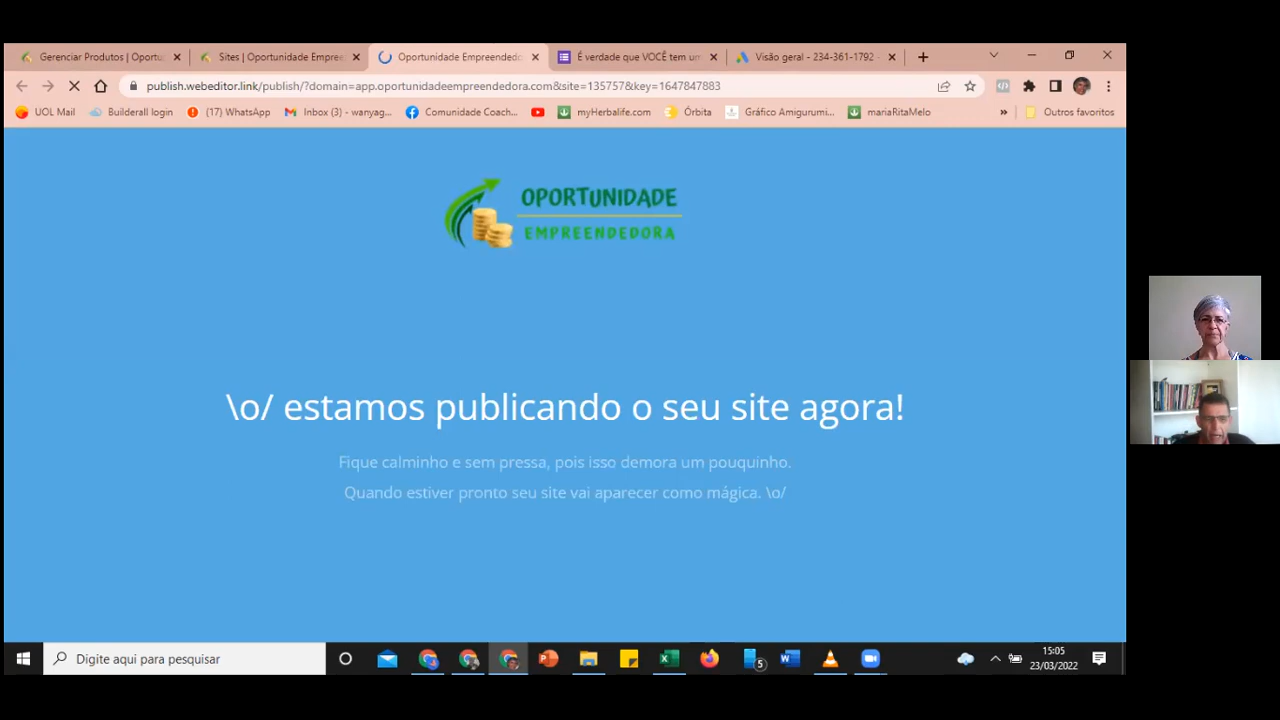 Gerenciar Produtos | Oportu
Sites | Oportunidade Empree
Oportunidade Empreendedo
É verdade que VOCÊ tem um
Visão geral - 234-361-1792 -
publish.webeditor.link/publish/?domain=app.oportunidadeempreendedora.com&site=135757&key=1647847883
UOL Mail
Builderall login
(17) WhatsApp
Inbox (3) - wanyag...
Comunidade Coach...
myHerbalife.com
Órbita
Gráfico Amigurumi...
mariaRitaMelo
»
Outros favoritos
OPORTUNIDADE
EMPREENDEDORA
\o/ estamos publicando o seu site agora!
Fique calminho e sem pressa, pois isso demora um pouquinho.
Quando estiver pronto seu site vai aparecer como mágica. \o/
Digite aqui para pesquisar
5
15:05
23/03/2022